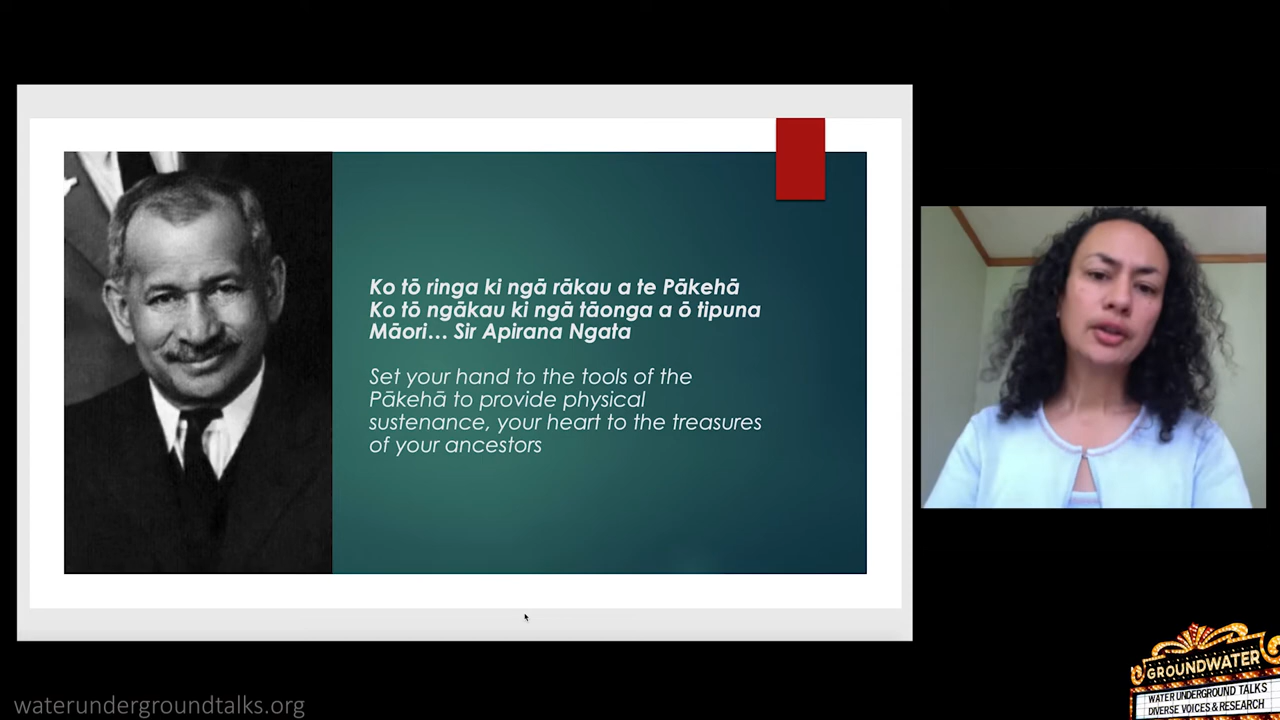 Ko tō ringa ki ngā rākau a te Pākehā
Ko tō ngākau ki ngā tāonga a ō tipuna
Māori... Sir Apirana Ngata
Set your hand to the tools of the
Pākehā to provide physical
sustenance, your heart to the treasures
of your ancestors
waterundergroundtalks.org
GROUNDWATER
WATER UNDERGROUND TALKS
DIVERSE VOICES & RESEARCH